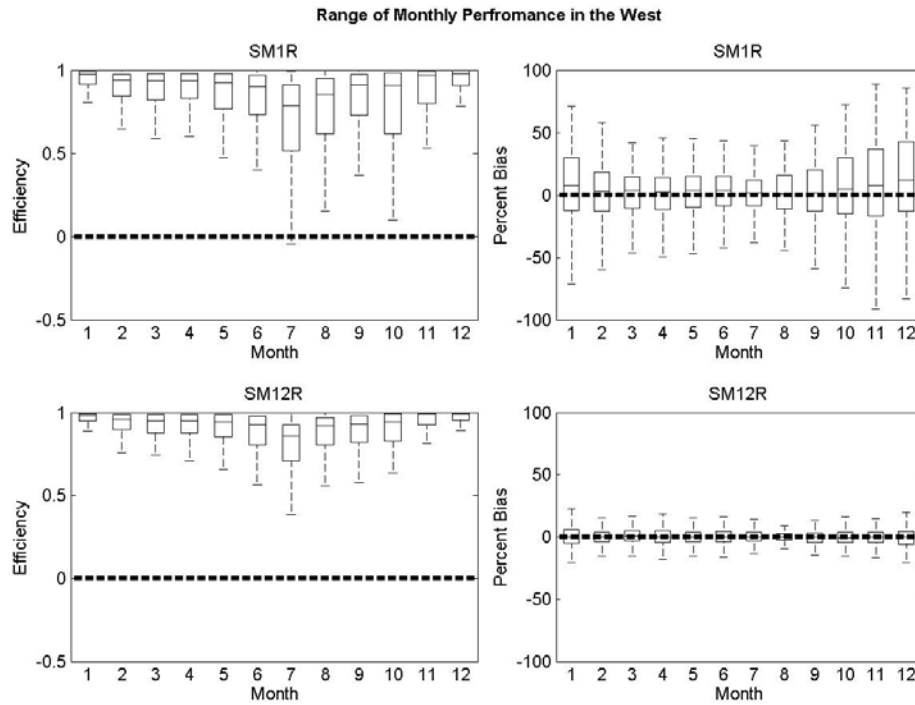 Range of Monthly Perfromance in the West
SM1R
1
0.5
0
-0.5
Efficiency
1 2 3 4 5 6 7 8 9 10 11 12
Month
SM1R
100
50
0
-50
-100
Percent Bias
1 2 3 4 5 6 7 8 9 10 11 12
Month
SM12R
1
0.5
0
-0.5
Efficiency
1 2 3 4 5 6 7 8 9 10 11 12
Month
SM12R
100
50
0
-50
-100
Percent Bias
1 2 3 4 5 6 7 8 9 10 11 12
Month